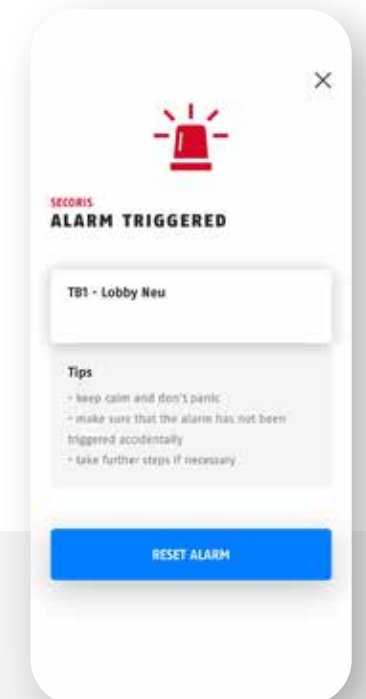 SECORIS
ALARM TRIGGERED
TB1 - Lobby Neu
Tips
- keep calm and don't panic
- make sure that the alarm has not been
triggered accidentally
- take further steps if necessary
RESET ALARM